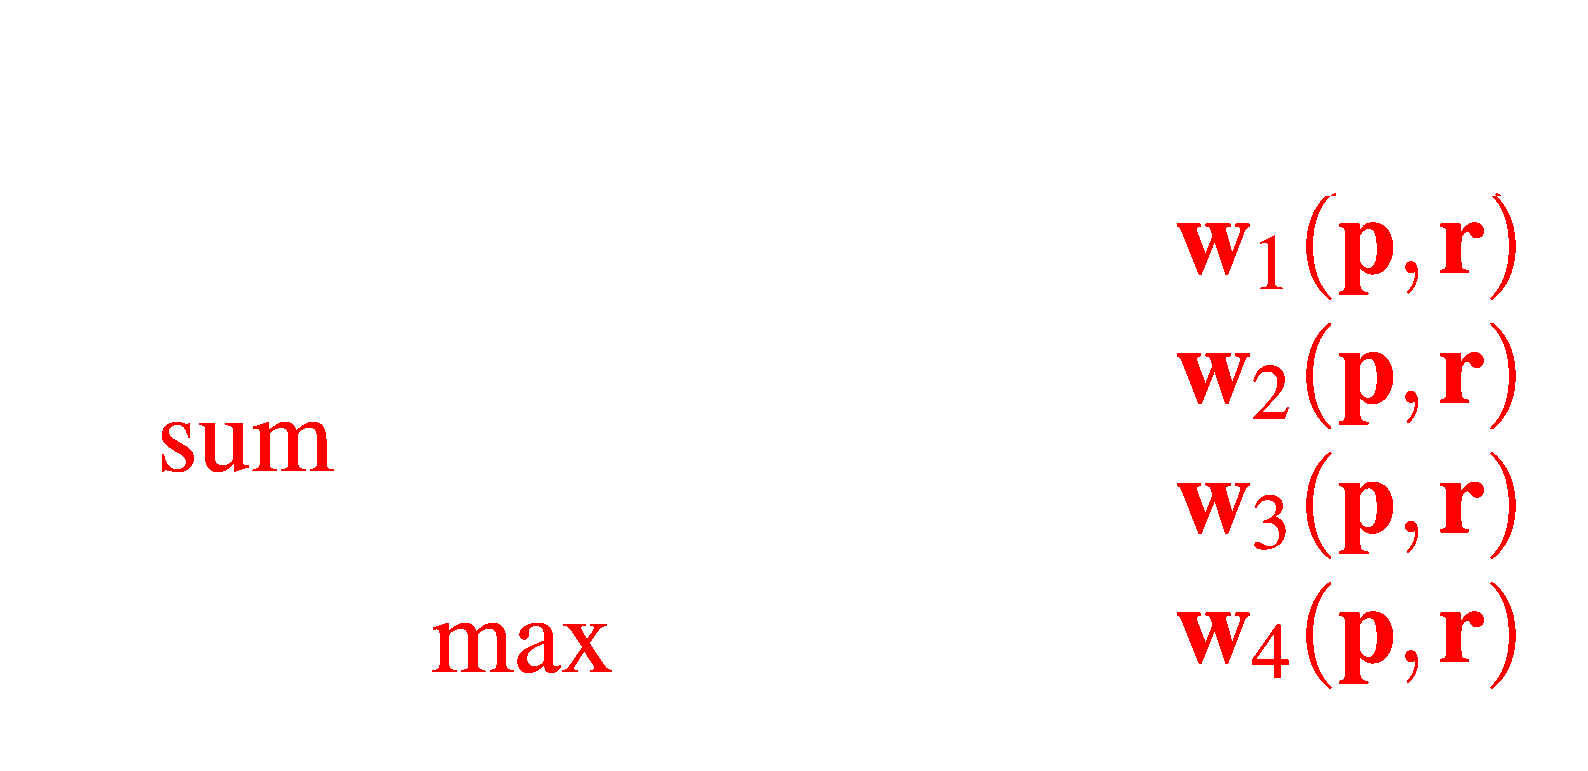 w₁(p, r)
w₂(p, r)
sum
w₃(p, r)
max
w₄(p, r)